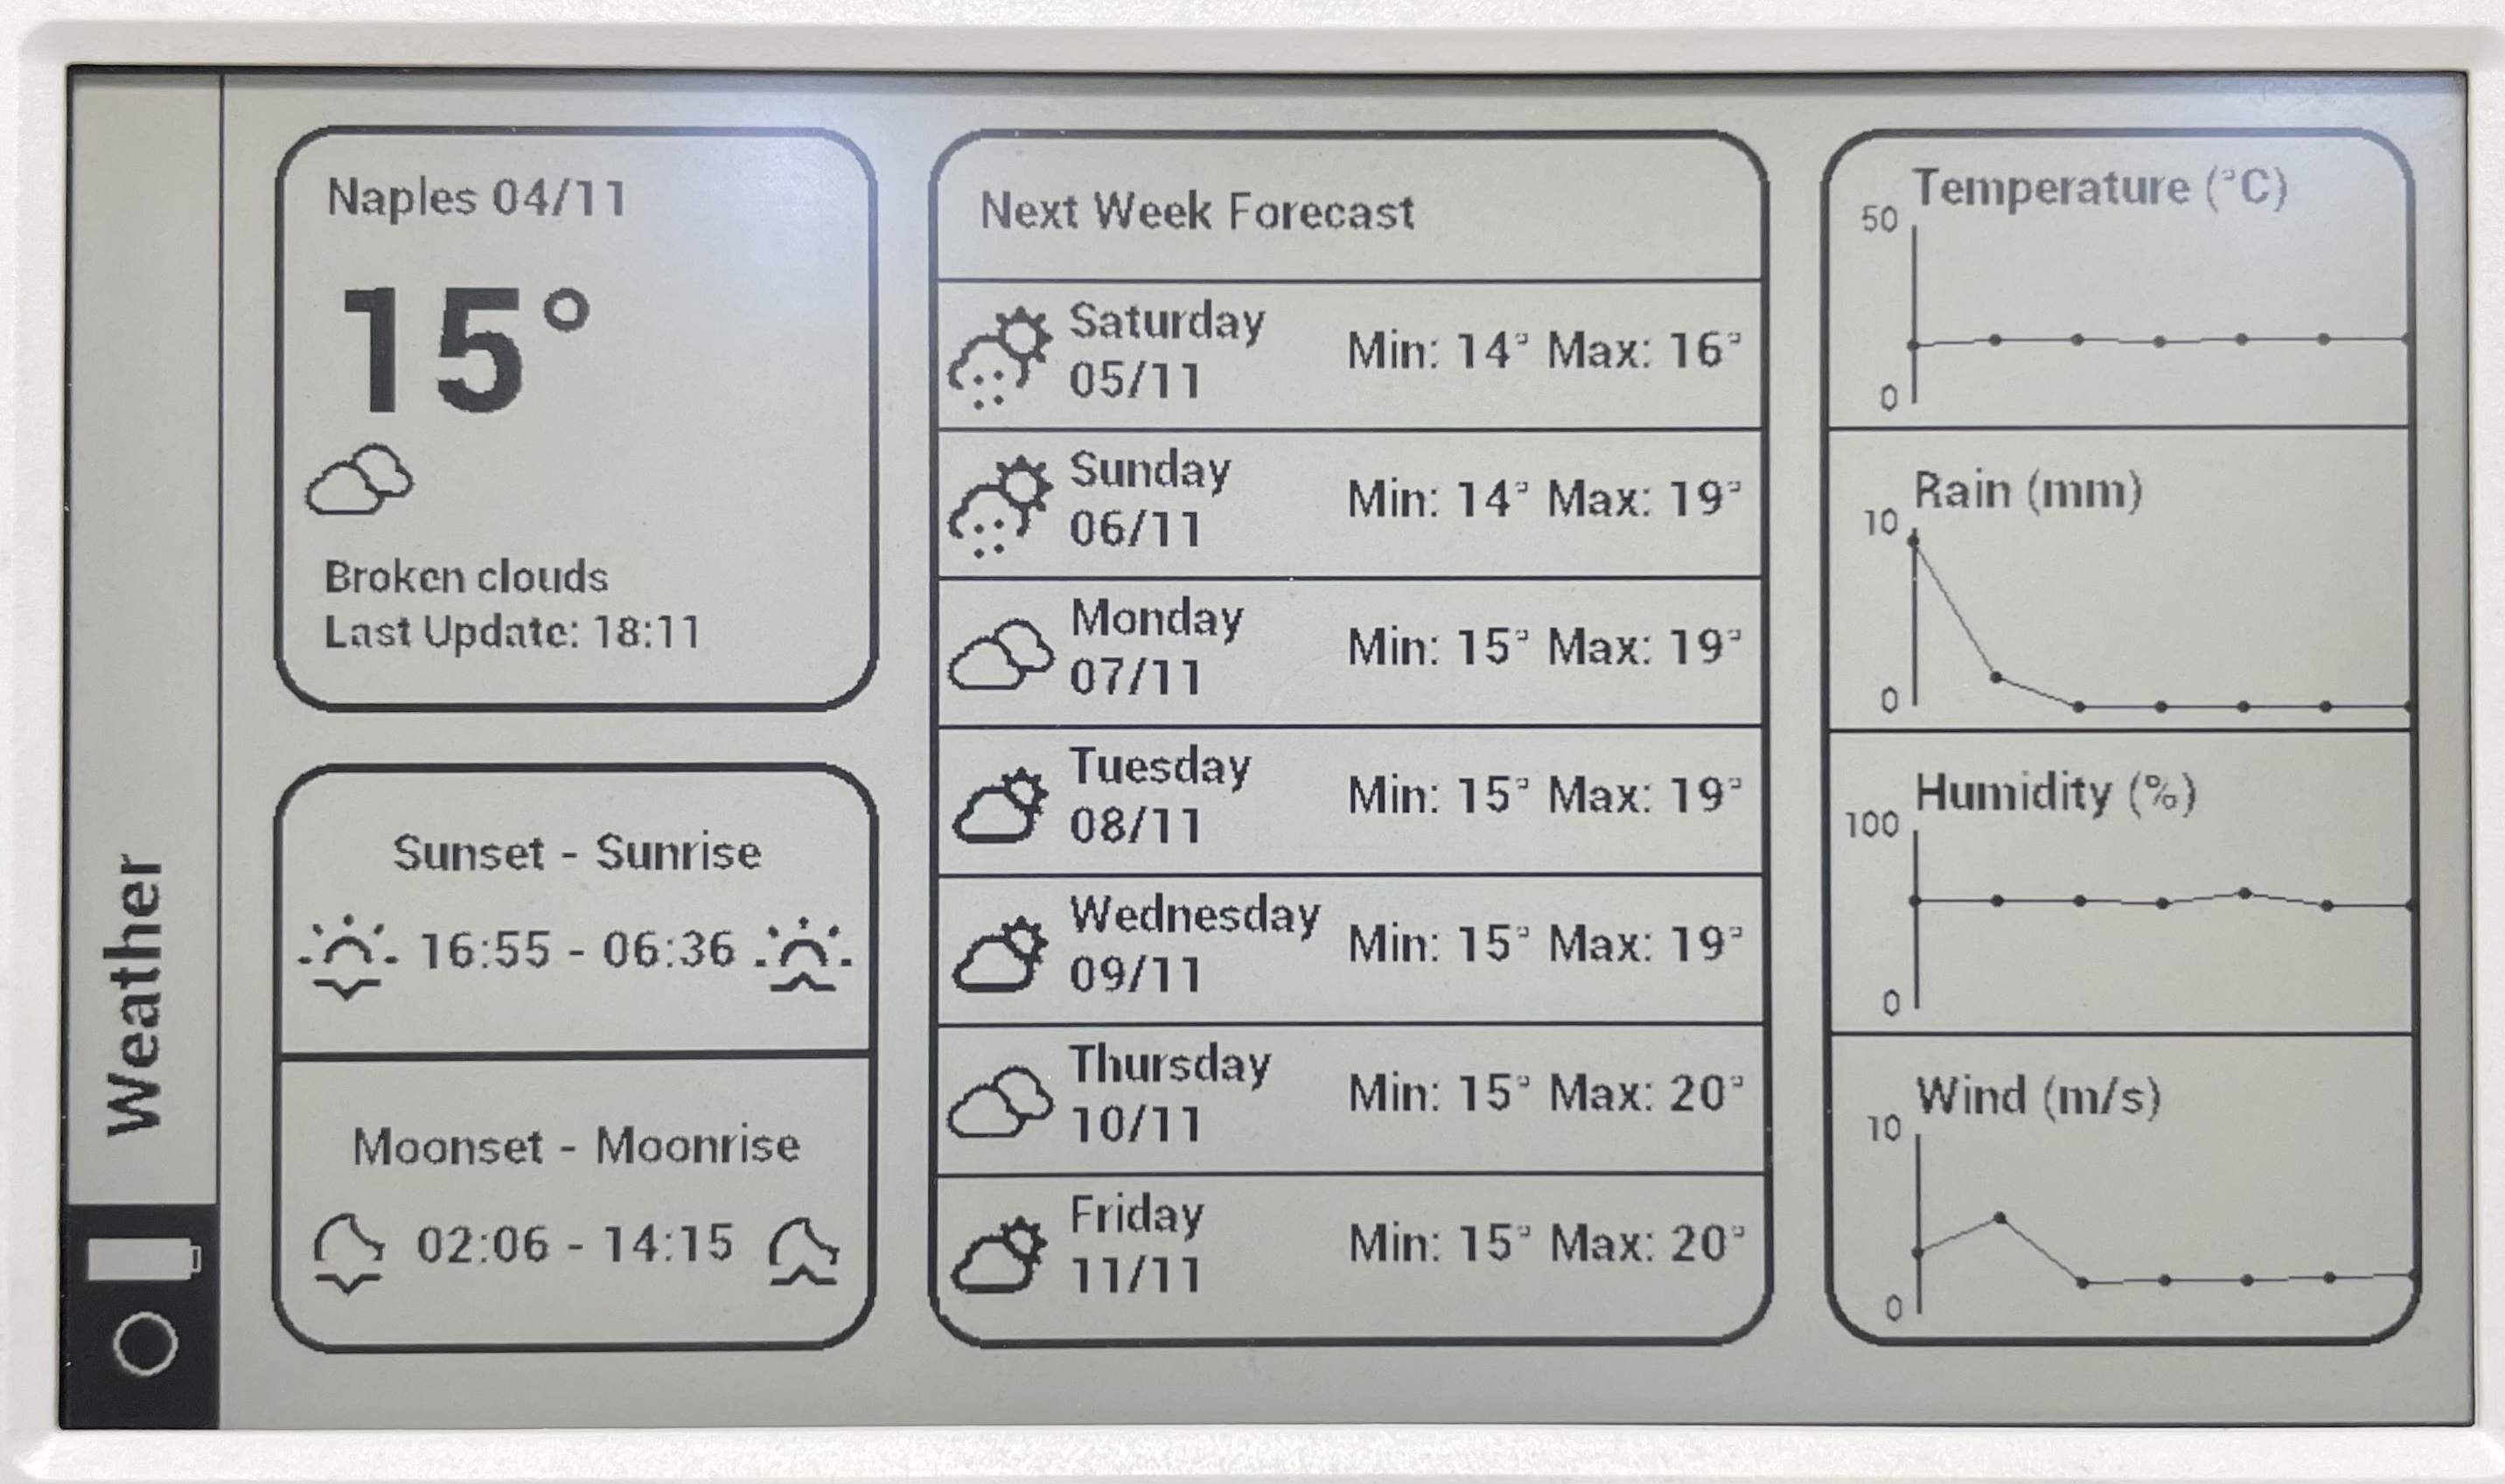 Weather
Naples 04/11
15°
Broken clouds
Last Update: 18:11
Sunset - Sunrise
16:55 - 06:36
Moonset - Moonrise
02:06 - 14:15
Next Week Forecast
Saturday
05/11
Min: 14° Max: 16°
Sunday
06/11
Min: 14° Max: 19°
Monday
07/11
Min: 15° Max: 19°
Tuesday
08/11
Min: 15° Max: 19°
Wednesday
09/11
Min: 15° Max: 19°
Thursday
10/11
Min: 15° Max: 20°
Friday
11/11
Min: 15° Max: 20°
Temperature (°C)
50
0
Rain (mm)
10
0
Humidity (%)
100
0
Wind (m/s)
10
0